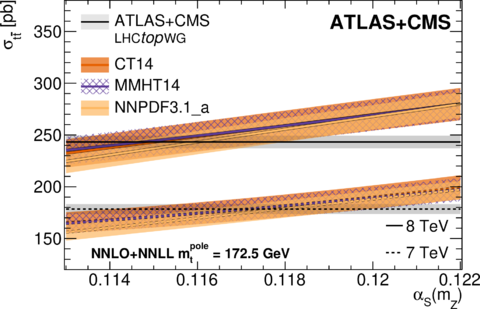 σtt̄ [pb]
350
300
250
200
150
ATLAS+CMS
LHCtopWG
CT14
MMHT14
NNPDF3.1_a
ATLAS+CMS
NNLO+NNLL mtpole = 172.5 GeV
8 TeV
7 TeV
0.114 0.116 0.118 0.12 0.122
αS(mZ)